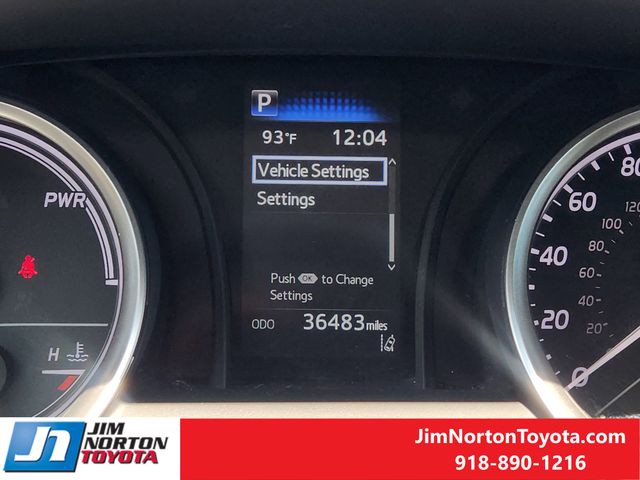 P
93°F 12:04
Vehicle Settings
Settings
Push OK to Change
Settings
ODO 36483 miles
PWR
H
80
60
40
20
0
120
100
80
60
40
20
JN JIM NORTON TOYOTA
JimNortonToyota.com
918-890-1216